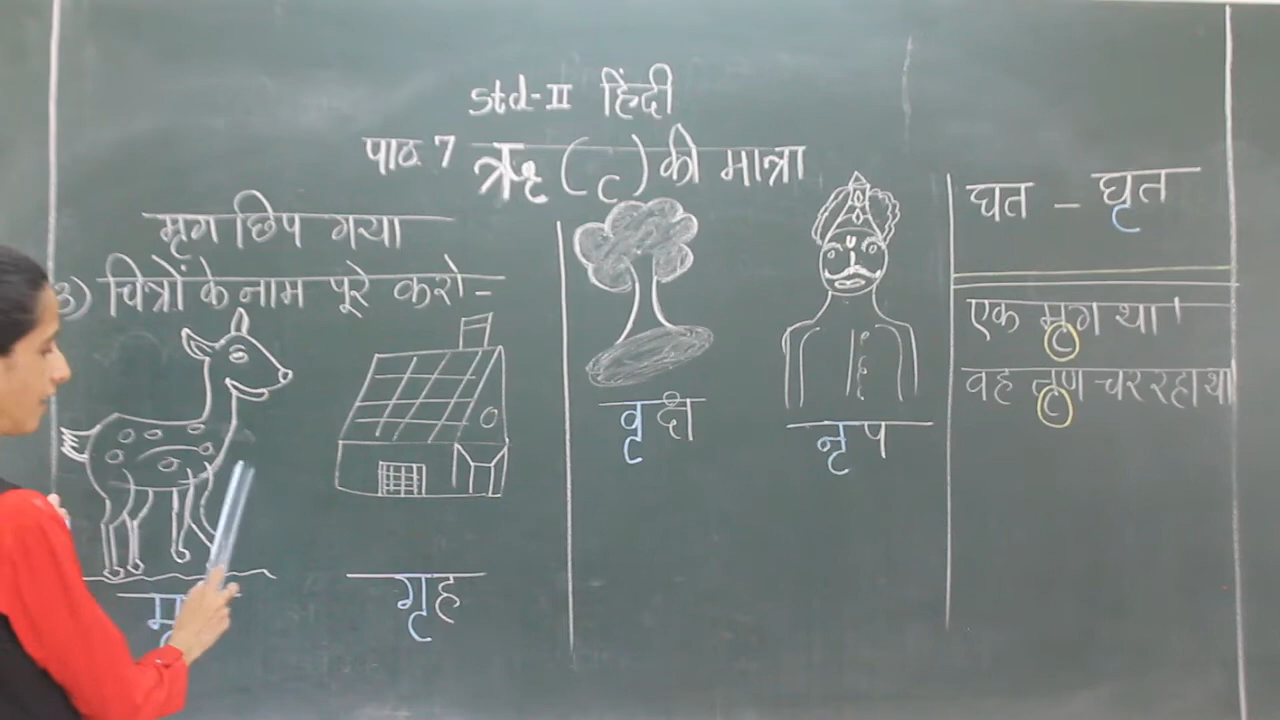 Std-II हिंदी
पाठ 7 ऋ ( ृ ) की मात्रा
मृग छिप गया
3) चित्रों के नाम पूरे करो-
मृ
गृह
वृक्ष
नृप
घत - घृत
एक मृग था।
वह तृण चर रहा था